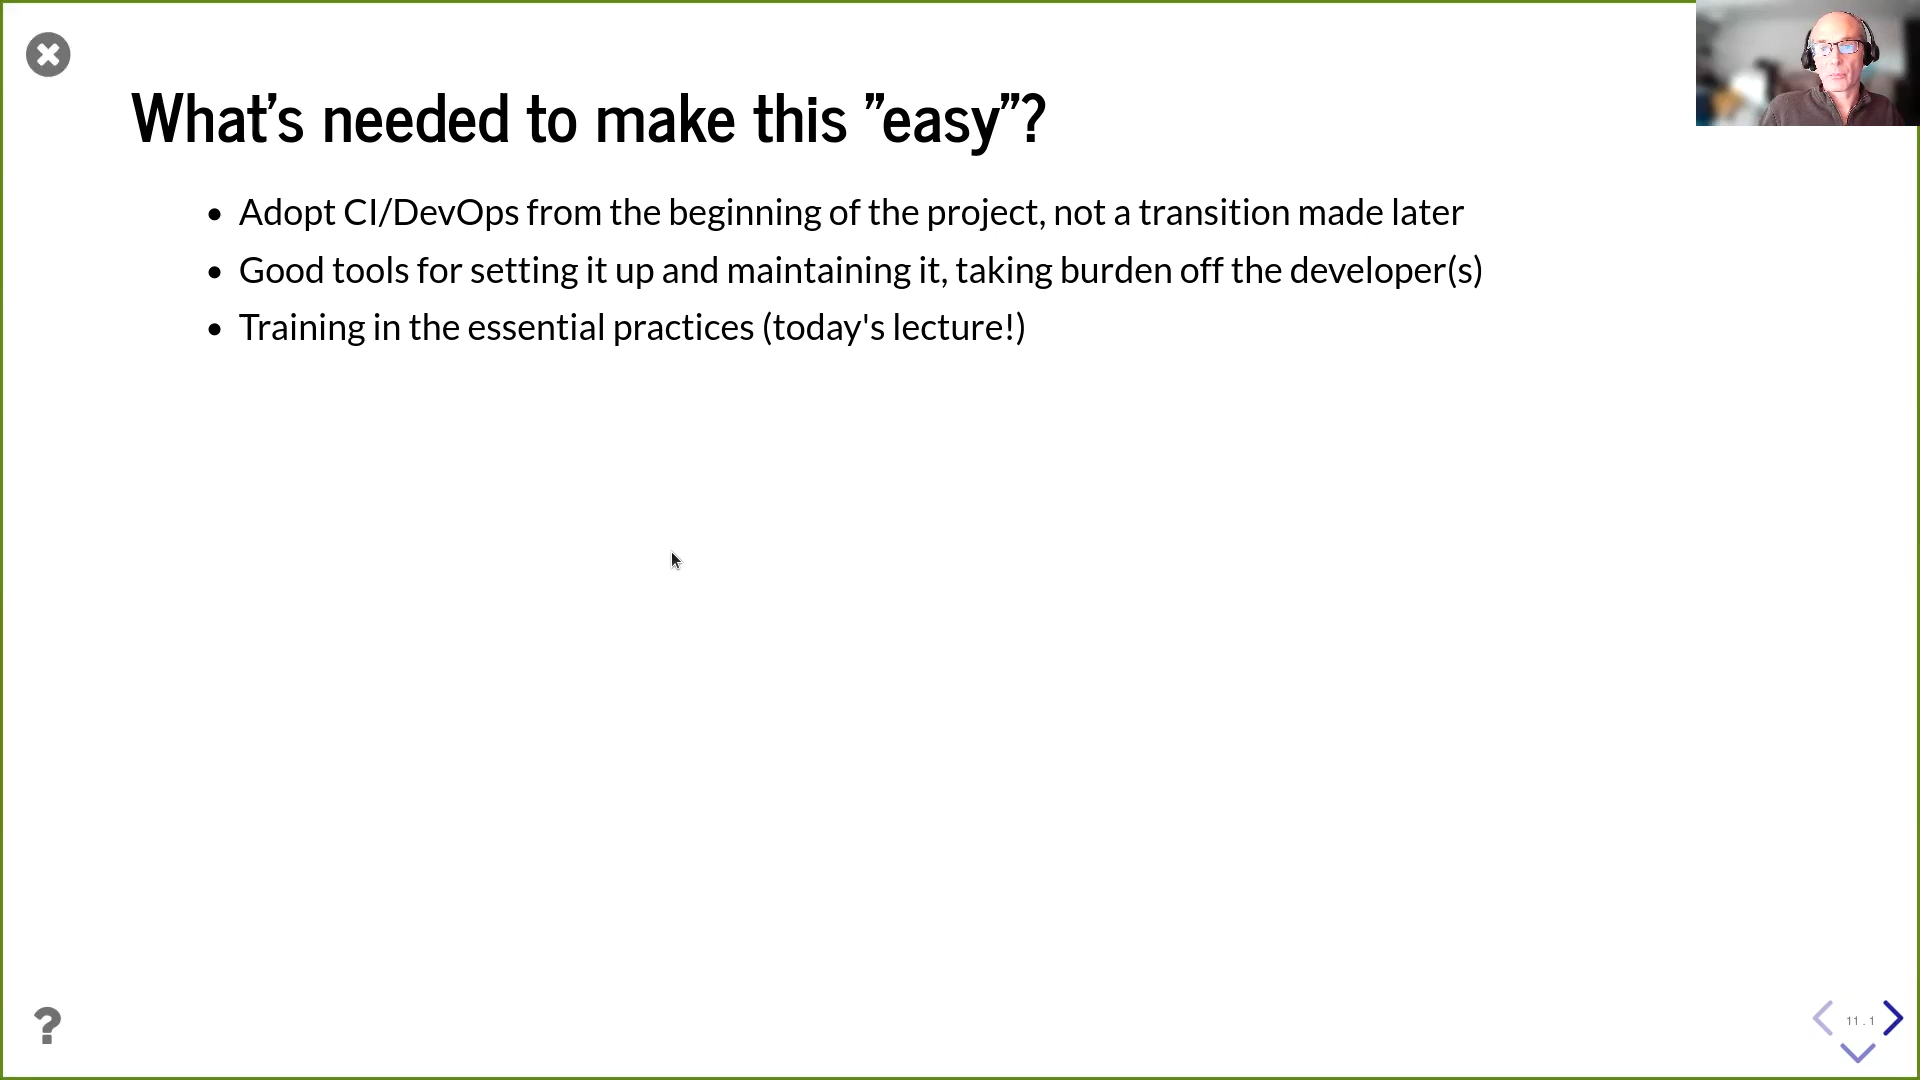 What’s needed to make this ”easy”?
• Adopt CI/DevOps from the beginning of the project, not a transition made later
• Good tools for setting it up and maintaining it, taking burden off the developer(s)
• Training in the essential practices (today's lecture!)
?
11 . 1